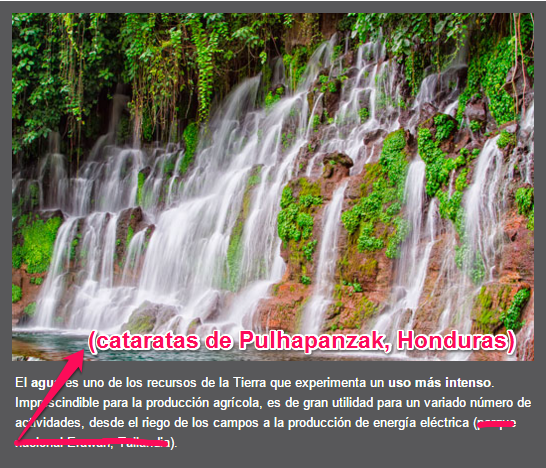 (cataratas de Pulhapanzak, Honduras)
El agua es uno de los recursos de la Tierra que experimenta un uso más intenso.
Imprescindible para la producción agrícola, es de gran utilidad para un variado número de
actividades, desde el riego de los campos a la producción de energía eléctrica (parque
nacional Erawan, Tailandia).